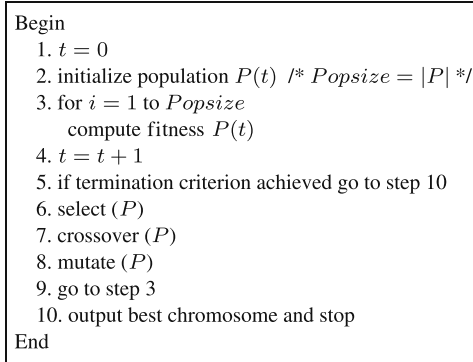 Begin
1. t = 0
2. initialize population P(t) /* Popsize = |P| */
3. for i = 1 to Popsize
compute fitness P(t)
4. t = t + 1
5. if termination criterion achieved go to step 10
6. select (P)
7. crossover (P)
8. mutate (P)
9. go to step 3
10. output best chromosome and stop
End